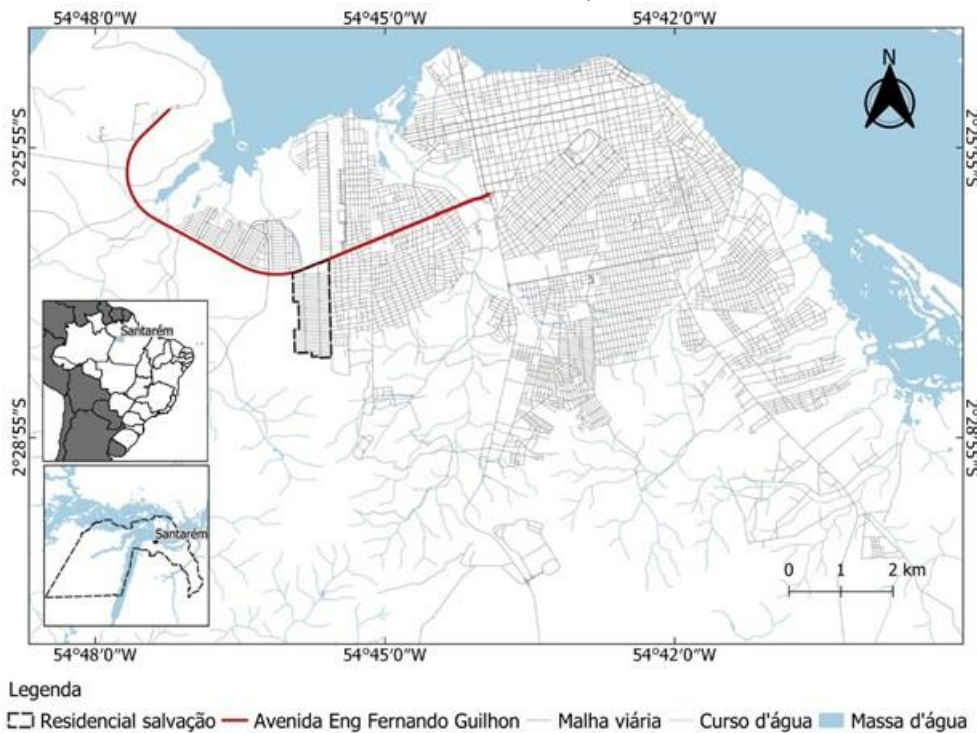 54°48'0"W 54°45'0"W 54°42'0"W
N
2°25'55"S 2°25'55"S
Santarém
2°28'55"S 2°28'55"S
Santarém
0 1 2 km
54°48'0"W 54°45'0"W 54°42'0"W
Legenda
Residencial salvação Avenida Eng Fernando Guilhon Malha viária Curso d'água Massa d'água